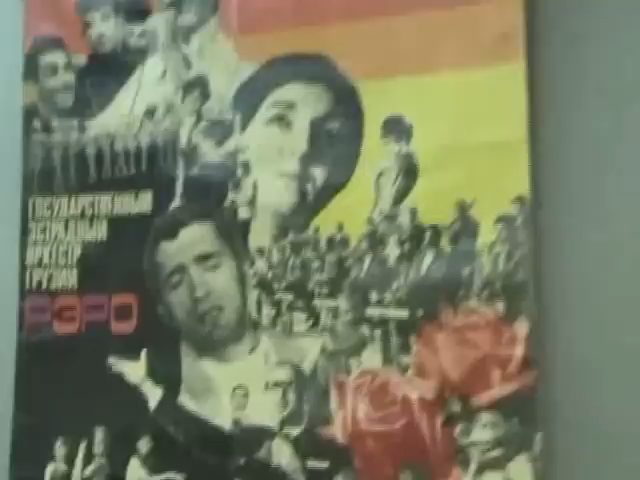 ГОСУДАРСТВЕННЫЙ
ЭСТРАДНЫЙ
ОРКЕСТР
ГРУЗИИ
РЭРО